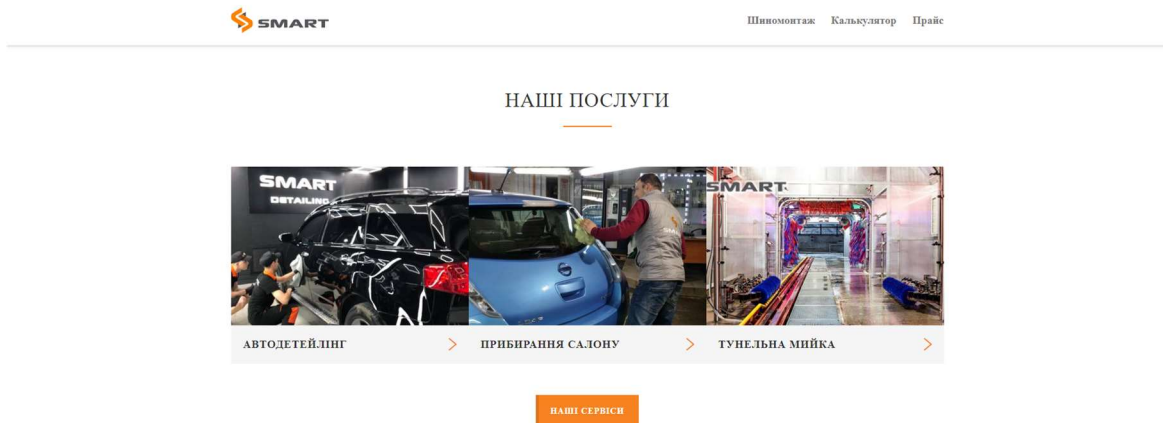 SMART
Шиномонтаж Калькулятор Прайс
НАШІ ПОСЛУГИ
SMART
DETAILING
SMART
АВТОДЕТЕЙЛІНГ
ПРИБИРАННЯ САЛОНУ
ТУНЕЛЬНА МИЙКА
НАШІ СЕРВІСИ